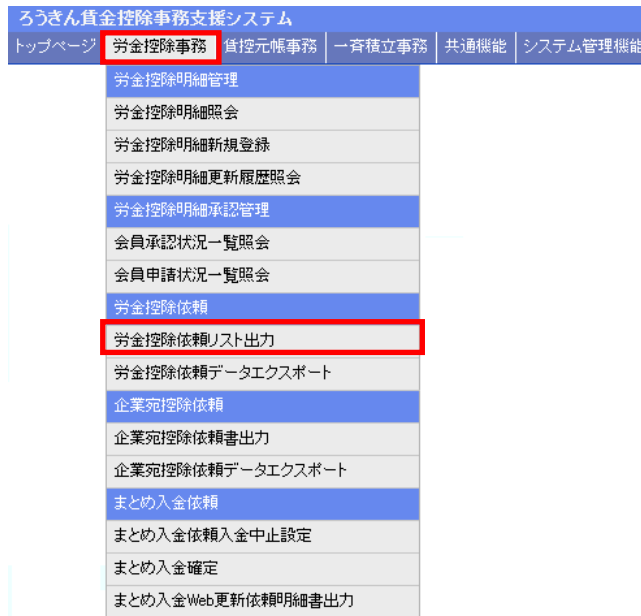 ろうきん賃金控除事務支援システム
トップページ 労金控除事務 賃控元帳事務 一斉積立事務 共通機能 システム管理機能
労金控除明細管理
労金控除明細照会
労金控除明細新規登録
労金控除明細更新履歴照会
労金控除明細承認管理
会員承認状況一覧照会
会員申請状況一覧照会
労金控除依頼
労金控除依頼リスト出力
労金控除依頼データエクスポート
企業宛控除依頼
企業宛控除依頼書出力
企業宛控除依頼データエクスポート
まとめ入金依頼
まとめ入金依頼入金中止設定
まとめ入金確定
まとめ入金Web更新依頼明細書出力